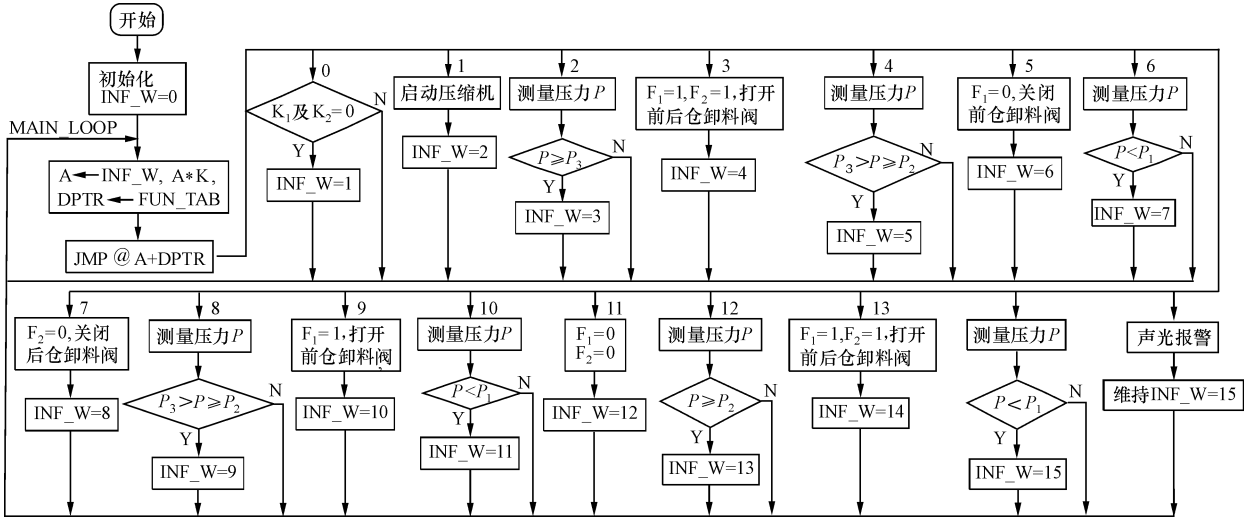 开始
初始化
INF_W=0
MAIN_LOOP
A←INF_W, A*K,
DPTR←FUN_TAB
JMP @ A+DPTR
0
K₁及K₂=0
N
Y
INF_W=1
1
启动压缩机
INF_W=2
2
测量压力P
P≥P₃
N
Y
INF_W=3
3
F₁=1,F₂=1,打开
前后仓卸料阀
INF_W=4
4
测量压力P
P₃>P≥P₂
N
Y
INF_W=5
5
F₁=0,关闭
前仓卸料阀
INF_W=6
6
测量压力P
P<P₁
N
Y
INF_W=7
7
F₂=0,关闭
后仓卸料阀
INF_W=8
8
测量压力P
P₃>P≥P₂
N
Y
INF_W=9
9
F₁=1,打开
前仓卸料阀
INF_W=10
10
测量压力P
P<P₁
N
Y
INF_W=11
11
F₁=0
F₂=0
INF_W=12
12
测量压力P
P≥P₂
N
Y
INF_W=13
13
F₁=1,F₂=1,打开
前后仓卸料阀
INF_W=14
测量压力P
P<P₁
N
Y
INF_W=15
声光报警
维持INF_W=15